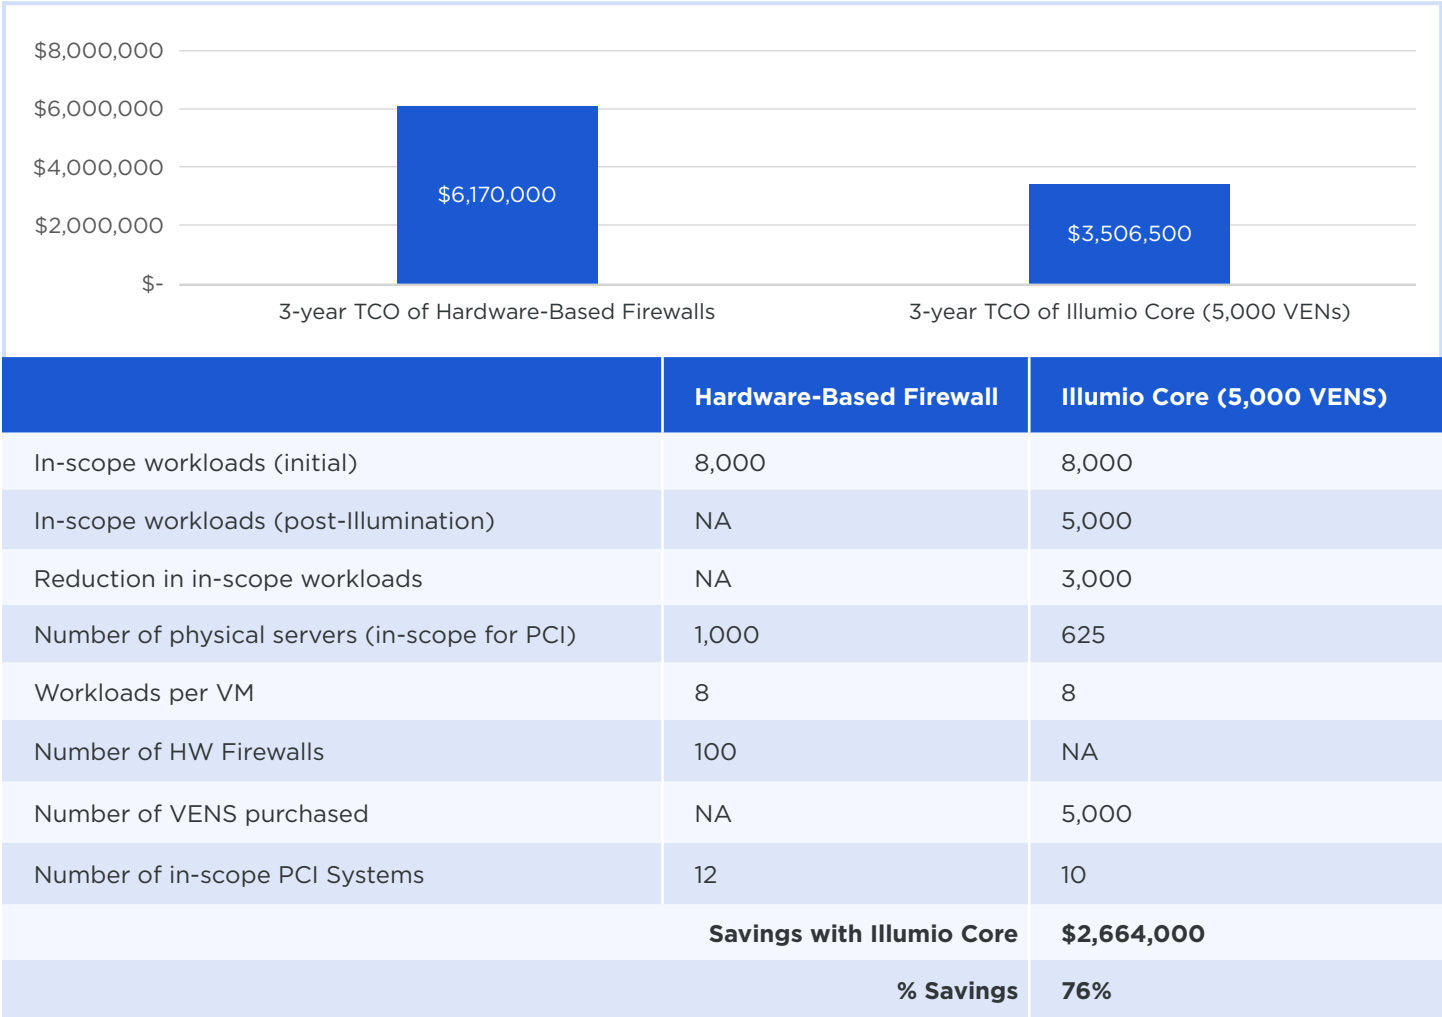 $8,000,000
$6,000,000
$4,000,000
$2,000,000
$-
$6,170,000
$3,506,500
3-year TCO of Hardware-Based Firewalls
3-year TCO of Illumio Core (5,000 VENs)
Hardware-Based Firewall Illumio Core (5,000 VENS)
In-scope workloads (initial) 8,000 8,000
In-scope workloads (post-Illumination) NA 5,000
Reduction in in-scope workloads NA 3,000
Number of physical servers (in-scope for PCI) 1,000 625
Workloads per VM 8 8
Number of HW Firewalls 100 NA
Number of VENS purchased NA 5,000
Number of in-scope PCI Systems 12 10
Savings with Illumio Core $2,664,000
% Savings 76%